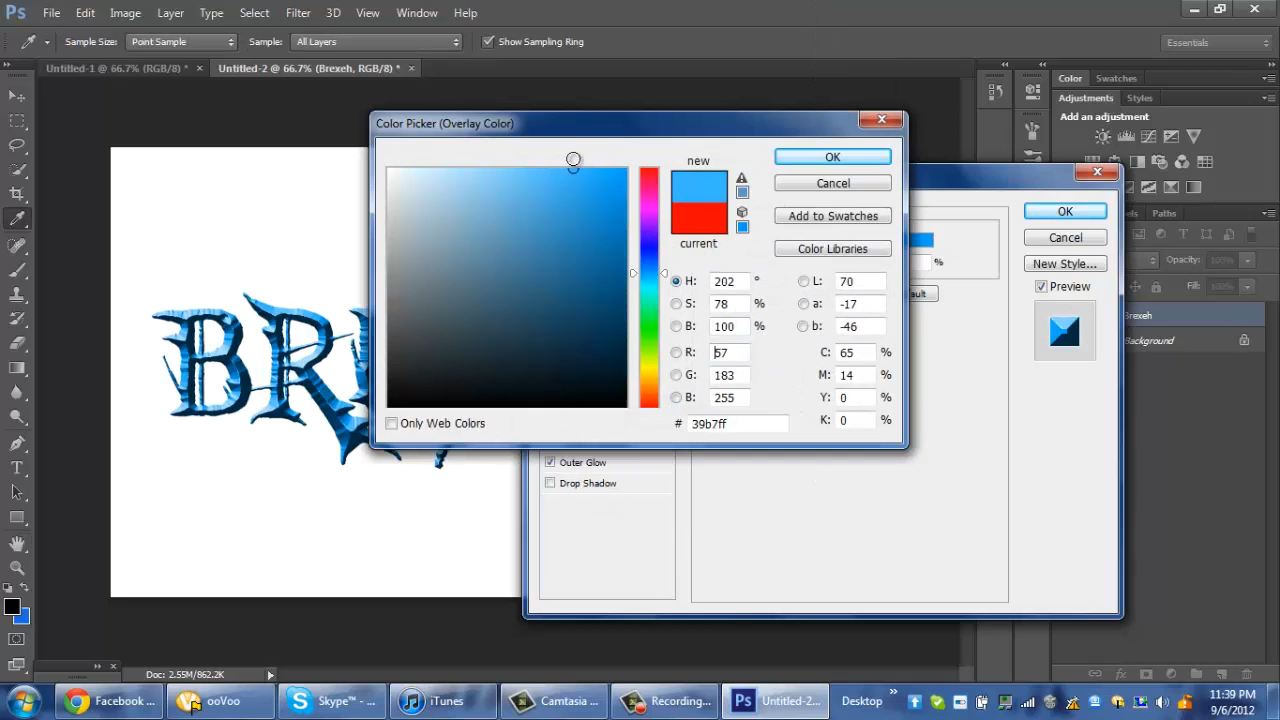 Ps File Edit Image Layer Type Select Filter 3D View Window Help
Sample Size: Point Sample Sample: All Layers Show Sampling Ring Essentials
Untitled-1 @ 66.7% (RGB/8) * × Untitled-2 @ 66.7% (Brexeh, RGB/8) * ×
Color Swatches
Adjustments Styles
Add an adjustment
Color Picker (Overlay Color)
new
current
OK
Cancel
Add to Swatches
Color Libraries
H: 202 °
S: 78 %
B: 100 %
R: 57
G: 183
B: 255
L: 70
a: -17
b: -46
C: 65 %
M: 14 %
Y: 0 %
K: 0 %
# 39b7ff
Only Web Colors
%
OK
Cancel
New Style...
Preview
Outer Glow
Drop Shadow
Paths
Opacity: 100%
Fill: 100%
Brexeh
Background
BR
66.7% Doc: 2.55M/862.2K
Facebook ... ooVoo Skype™ - ... iTunes Camtasia ... Recording... Ps Untitled-2... Desktop »
11:39 PM
9/6/2012